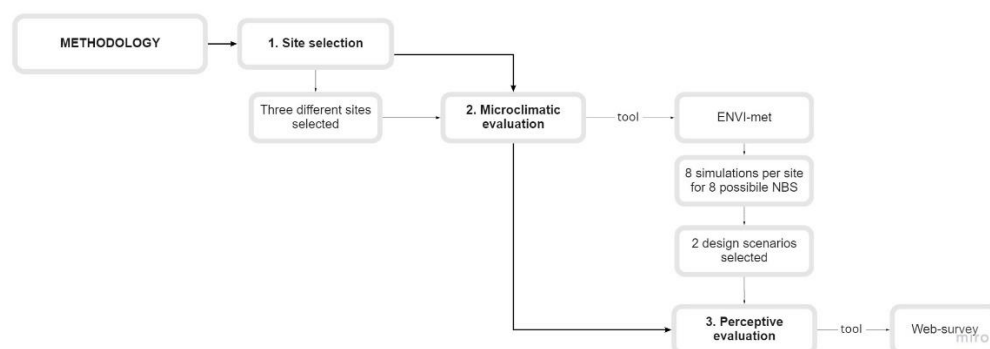 METHODOLOGY
1. Site selection
Three different sites
selected
2. Microclimatic
evaluation
tool
ENVI-met
8 simulations per site
for 8 possibile NBS
2 design scenarios
selected
3. Perceptive
evaluation
tool
Web-survey
miro